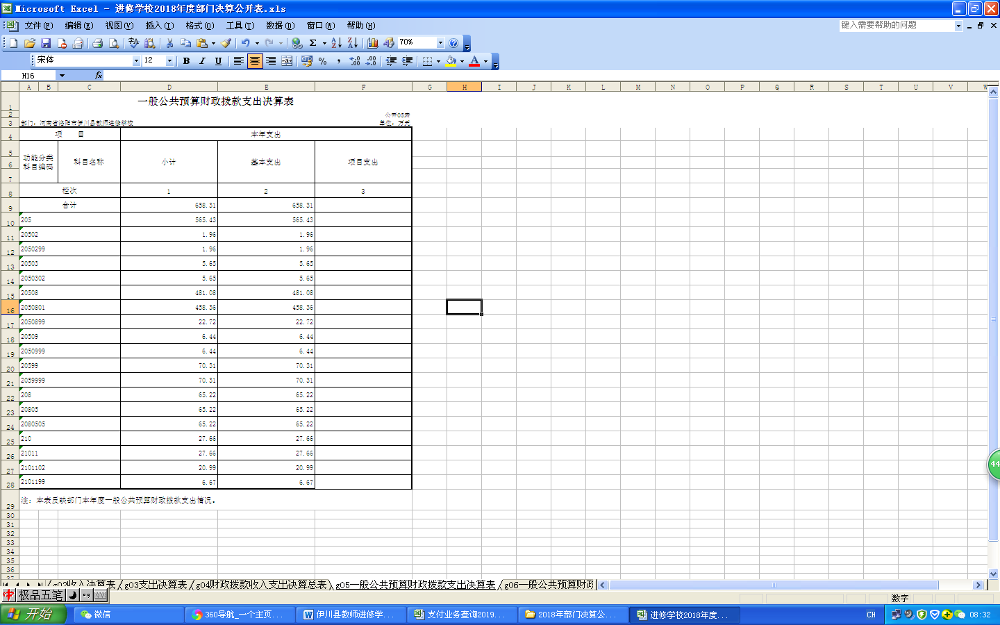 Microsoft Excel - 进修学校2018年度部门决算公开表.xls
文件(F) 编辑(E) 视图(V) 插入(I) 格式(O) 工具(T) 数据(D) 窗口(W) 帮助(H) 键入需要帮助的问题
70%
宋体 12 B I U
H16 fx
A B C D E F G H I J K L M N O P Q R S T U V W
1 一般公共预算财政拨款支出决算表
2 公开05表
3 部门：河南省洛阳市伊川县教师进修学校 单位：万元
4 项 目 本年支出
5 功能分类科目编码 科目名称 小计 基本支出 项目支出
6
7
8 栏次 1 2 3
9 合计 658.31 658.31
10 205 565.43 565.43
11 20502 1.96 1.96
12 2050299 1.96 1.96
13 20503 5.65 5.65
14 2050302 5.65 5.65
15 20508 481.08 481.08
16 2050801 458.36 458.36
17 2050899 22.72 22.72
18 20509 6.44 6.44
19 2050999 6.44 6.44
20 20599 70.31 70.31
21 2059999 70.31 70.31
22 208 65.22 65.22
23 20805 65.22 65.22
24 2080505 65.22 65.22
25 210 27.66 27.66
26 21011 27.66 27.66
27 2101102 20.99 20.99
28 2101199 6.67 6.67
29 注：本表反映部门本年度一般公共预算财政拨款支出情况。
30
31
32
33
34
35
36
37
44
g02收入决算表 g03支出决算表 g04财政拨款收入支出决算总表 g05一般公共预算财政拨款支出决算表 g06一般公共预算财政
中 极品五笔 数字
开始 微信 360导航_一个主页... 伊川县教师进修学... 支付业务查询2019... 2018年部门决算公... 进修学校2018年度... CH 08:32